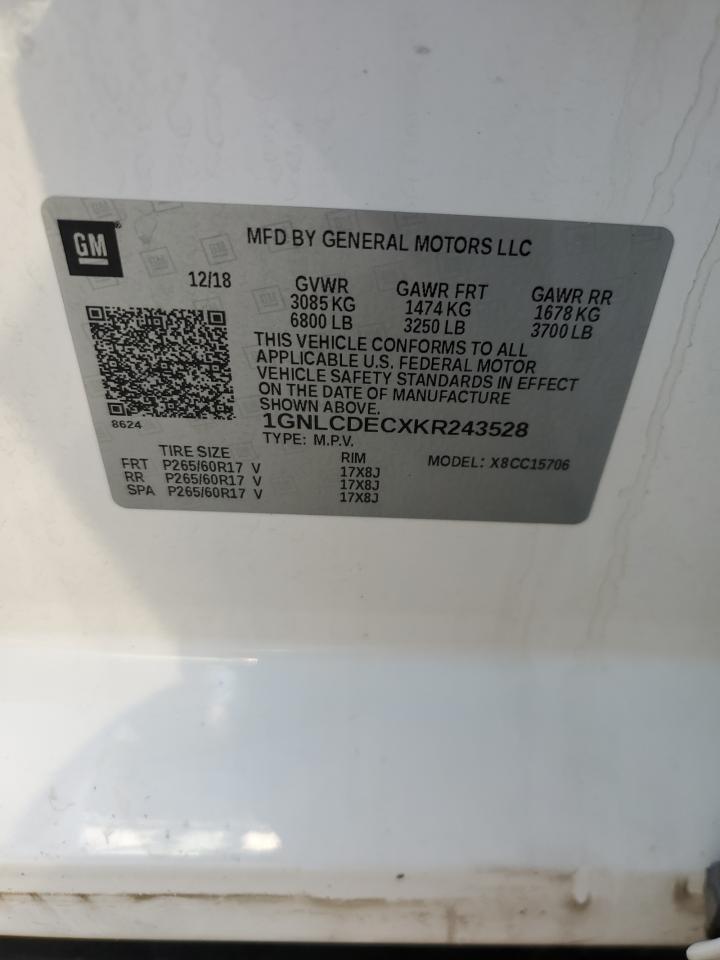 GM
MFD BY GENERAL MOTORS LLC
12/18 GVWR GAWR FRT GAWR RR
3085 KG 1474 KG 1678 KG
6800 LB 3250 LB 3700 LB
THIS VEHICLE CONFORMS TO ALL
APPLICABLE U.S. FEDERAL MOTOR
VEHICLE SAFETY STANDARDS IN EFFECT
ON THE DATE OF MANUFACTURE
SHOWN ABOVE.
8624
1GNLCDECXKR243528
TYPE: M.P.V.
MODEL: X8CC15706
TIRE SIZE RIM
FRT P265/60R17 V 17X8J
RR P265/60R17 V 17X8J
SPA P265/60R17 V 17X8J